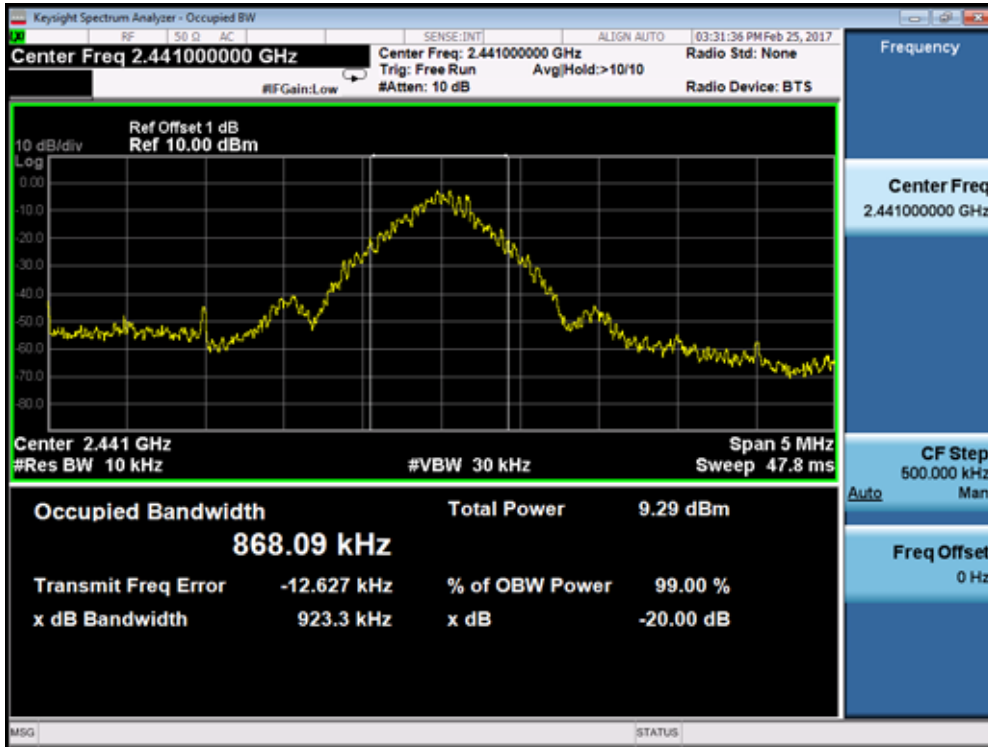 Keysight Spectrum Analyzer - Occupied BW
RF 50 Ω AC SENSE:INT ALIGN AUTO 03:31:36 PM Feb 25, 2017
Center Freq 2.441000000 GHz
#IFGain:Low
Center Freq: 2.441000000 GHz
Trig: Free Run Avg|Hold:>10/10
#Atten: 10 dB
Radio Std: None
Radio Device: BTS
Ref Offset 1 dB
10 dB/div Ref 10.00 dBm
Log
0.00
-10.0
-20.0
-30.0
-40.0
-50.0
-60.0
-70.0
-80.0
Center 2.441 GHz Span 5 MHz
#Res BW 10 kHz #VBW 30 kHz Sweep 47.8 ms
Occupied Bandwidth Total Power 9.29 dBm
868.09 kHz
Transmit Freq Error -12.627 kHz % of OBW Power 99.00 %
x dB Bandwidth 923.3 kHz x dB -20.00 dB
MSG STATUS
Frequency
Center Freq
2.441000000 GHz
CF Step
500.000 kHz
Auto Man
Freq Offset
0 Hz